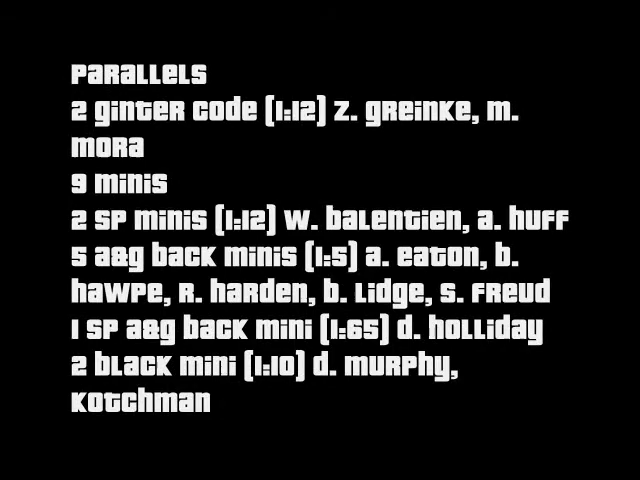 Parallels
2 Ginter Code (1:12) Z. Greinke, M.
Mora
9 Minis
2 SP Minis (1:12) W. Balentien, A. Huff
5 A&G Back Minis (1:5) A. Eaton, B.
Hawpe, R. Harden, B. Lidge, S. Freud
1 SP A&G Back Mini (1:65) D. Holliday
2 Black Mini (1:10) D. Murphy,
Kotchman